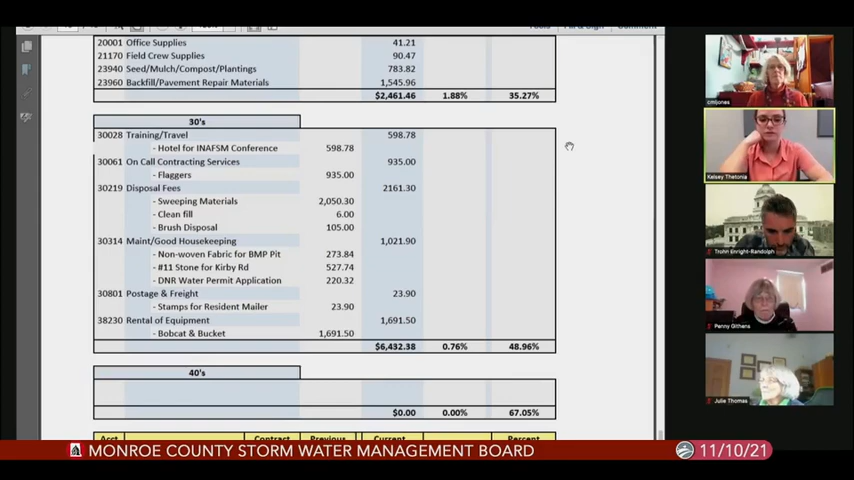 20001 Office Supplies 41.21
21170 Field Crew Supplies 90.47
23940 Seed/Mulch/Compost/Plantings 783.82
23960 Backfill/Pavement Repair Materials 1,545.96
$2,461.46 1.88% 35.27%
30's
30028 Training/Travel 598.78
- Hotel for INAFSM Conference 598.78
30061 On Call Contracting Services 935.00
- Flaggers 935.00
30219 Disposal Fees 2161.30
- Sweeping Materials 2,050.30
- Clean fill 6.00
- Brush Disposal 105.00
30314 Maint/Good Housekeeping 1,021.90
- Non-woven Fabric for BMP Pit 273.84
- #11 Stone for Kirby Rd 527.74
- DNR Water Permit Application 220.32
30801 Postage & Freight 23.90
- Stamps for Resident Mailer 23.90
38230 Rental of Equipment 1,691.50
- Bobcat & Bucket 1,691.50
$6,432.38 0.76% 48.96%
40's
$0.00 0.00% 67.05%
Acct Contract Previous Current Percent
cmljones
Kelsey Thetonia
Trohn Enright-Randolph
Penny Githens
Julie Thomas
MONROE COUNTY STORM WATER MANAGEMENT BOARD 11/10/21